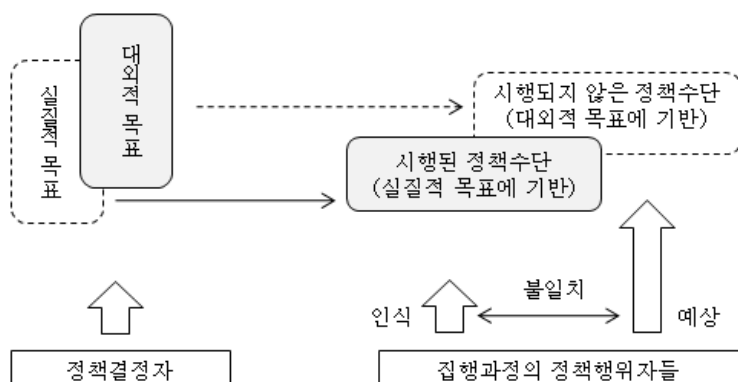 대외적 목표
실질적 목표
시행되지 않은 정책수단
(대외적 목표에 기반)
시행된 정책수단
(실질적 목표에 기반)
불일치
인식
예상
정책결정자
집행과정의 정책행위자들